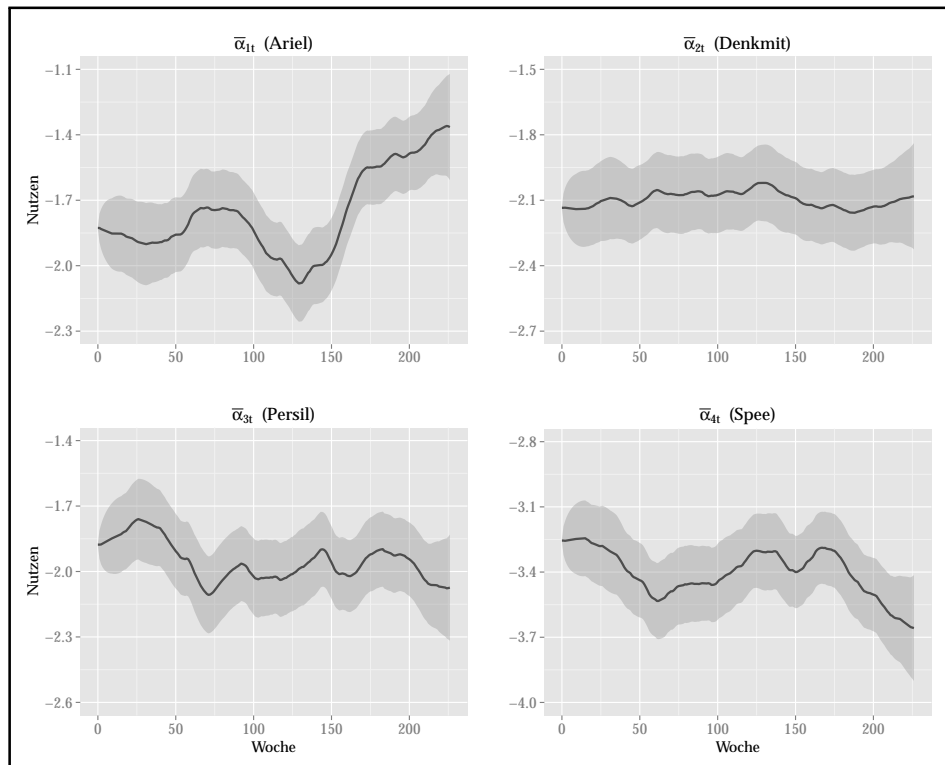 ᾱ1t (Ariel)
ᾱ2t (Denkmit)
Nutzen
−1.1
−1.4
−1.7
−2.0
−2.3
0 50 100 150 200
−1.5
−1.8
−2.1
−2.4
−2.7
0 50 100 150 200
ᾱ3t (Persil)
ᾱ4t (Spee)
Nutzen
−1.4
−1.7
−2.0
−2.3
−2.6
0 50 100 150 200
Woche
−2.8
−3.1
−3.4
−3.7
−4.0
0 50 100 150 200
Woche